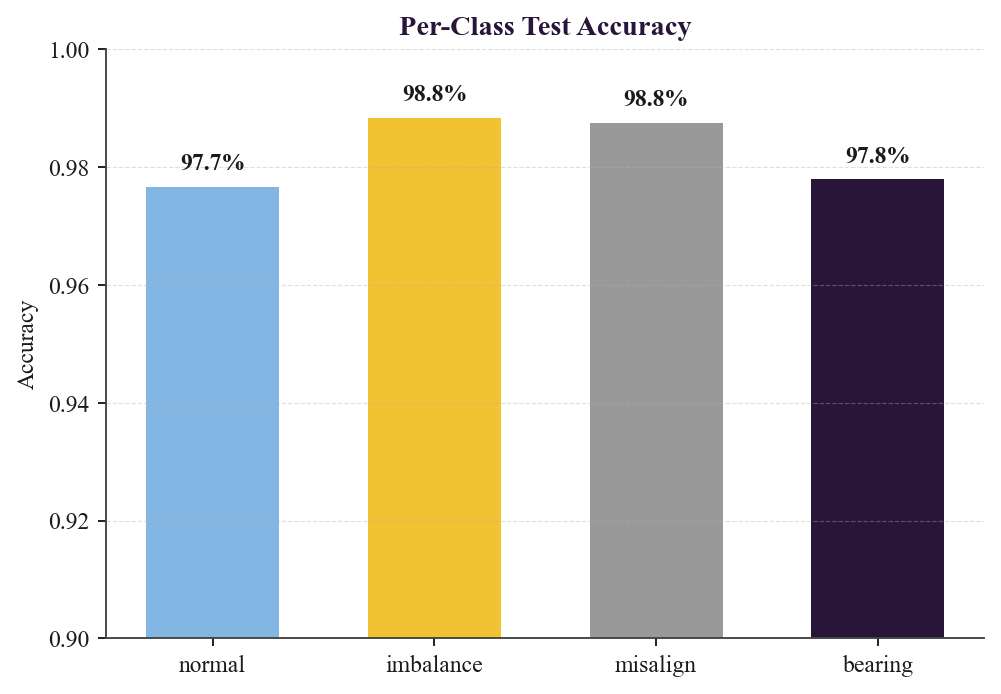 Per-Class Test Accuracy
1.00
98.8%
98.8%
97.7%
97.8%
0.98
0.96
Accuracy
0.94
0.92
0.90
normal
imbalance
misalign
bearing